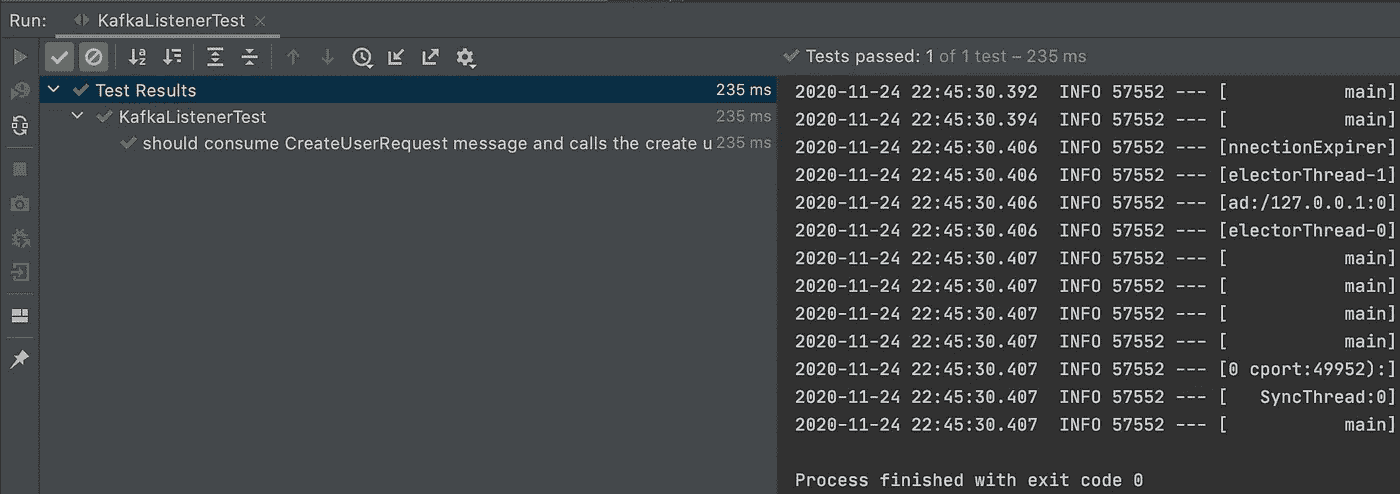 Run: KafkaListenerTest
Tests passed: 1 of 1 test – 235 ms
Test Results 235 ms
KafkaListenerTest 235 ms
should consume CreateUserRequest message and calls the create u 235 ms
2020-11-24 22:45:30.392  INFO 57552 --- [           main]
2020-11-24 22:45:30.394  INFO 57552 --- [           main]
2020-11-24 22:45:30.406  INFO 57552 --- [nnectionExpirer]
2020-11-24 22:45:30.406  INFO 57552 --- [electorThread-1]
2020-11-24 22:45:30.406  INFO 57552 --- [ad:/127.0.0.1:0]
2020-11-24 22:45:30.406  INFO 57552 --- [electorThread-0]
2020-11-24 22:45:30.407  INFO 57552 --- [           main]
2020-11-24 22:45:30.407  INFO 57552 --- [           main]
2020-11-24 22:45:30.407  INFO 57552 --- [           main]
2020-11-24 22:45:30.407  INFO 57552 --- [           main]
2020-11-24 22:45:30.407  INFO 57552 --- [0 cport:49952):]
2020-11-24 22:45:30.407  INFO 57552 --- [   SyncThread:0]
2020-11-24 22:45:30.407  INFO 57552 --- [           main]
Process finished with exit code 0